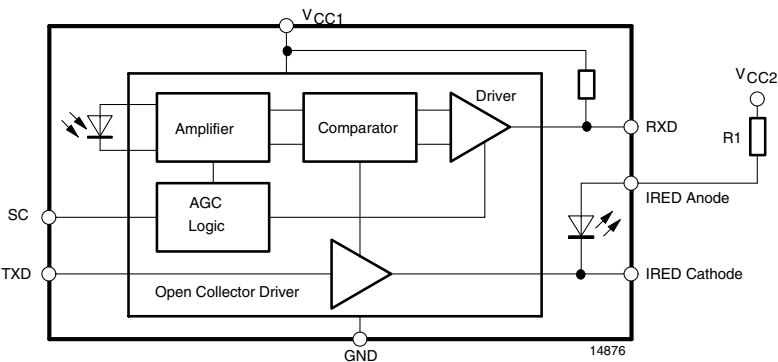 VCC1
Driver
VCC2
Amplifier
Comparator
RXD
R1
IRED Anode
AGC
Logic
SC
TXD
IRED Cathode
Open Collector Driver
14876
GND